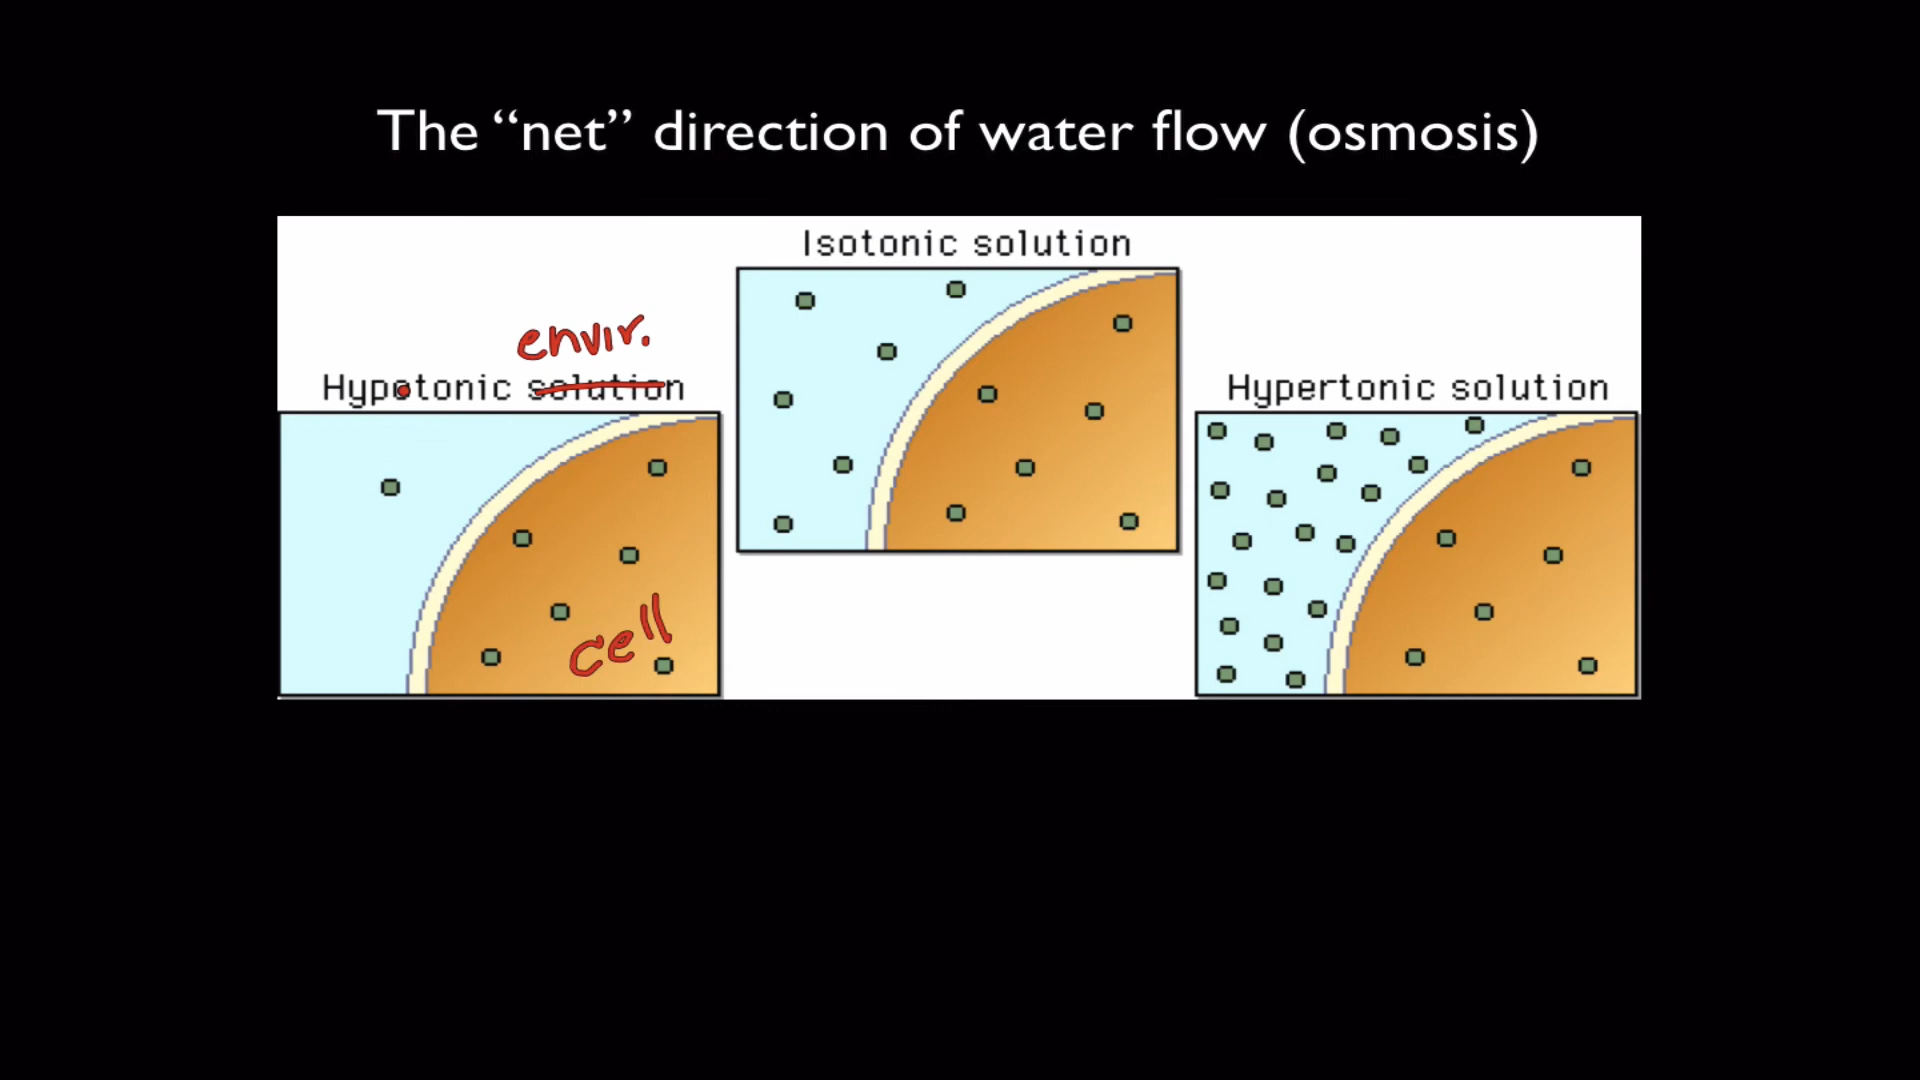 The “net” direction of water flow (osmosis)
Isotonic solution
envir.
Hypotonic solution
Hypertonic solution
cell